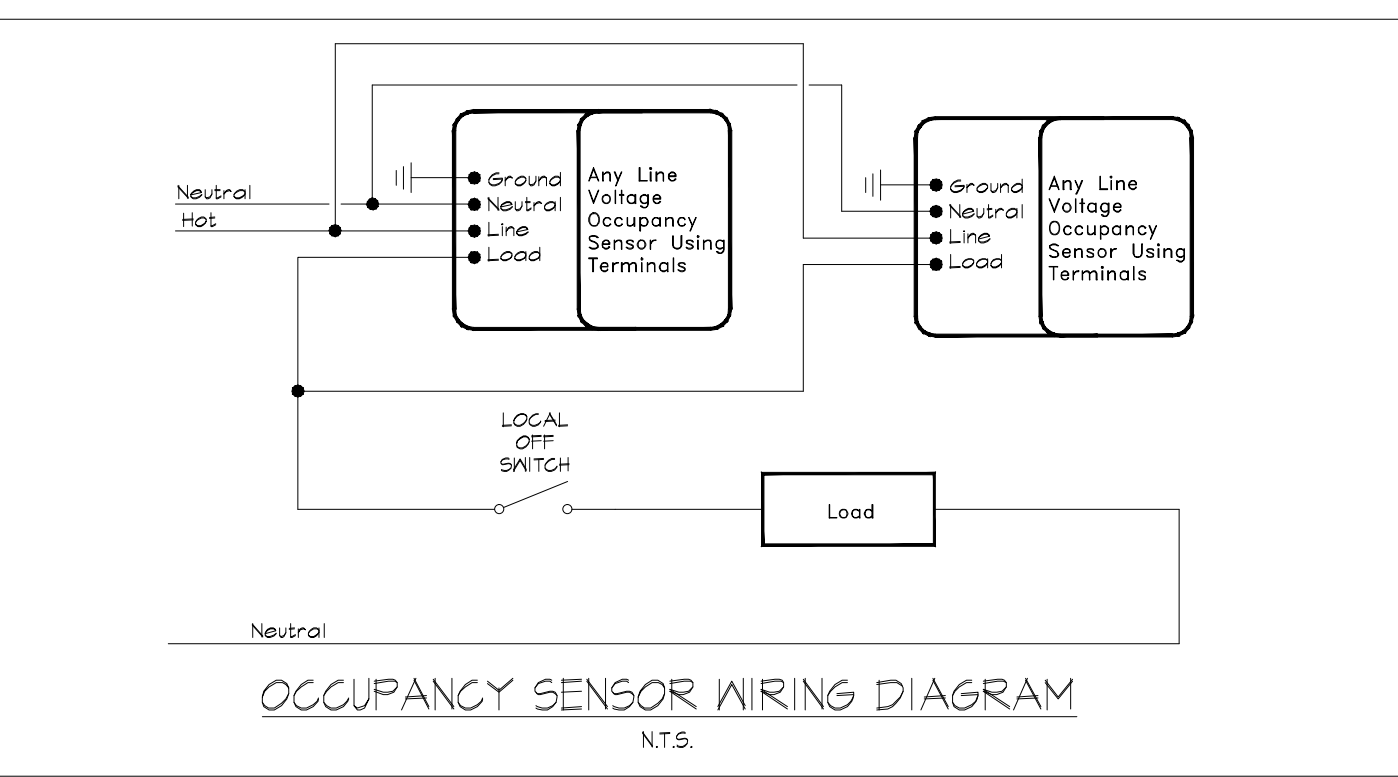 Neutral
Hot
Ground
Neutral
Line
Load
Any Line
Voltage
Occupancy
Sensor Using
Terminals
Ground
Neutral
Line
Load
Any Line
Voltage
Occupancy
Sensor Using
Terminals
LOCAL
OFF
SWITCH
Load
Neutral
OCCUPANCY SENSOR WIRING DIAGRAM
N.T.S.